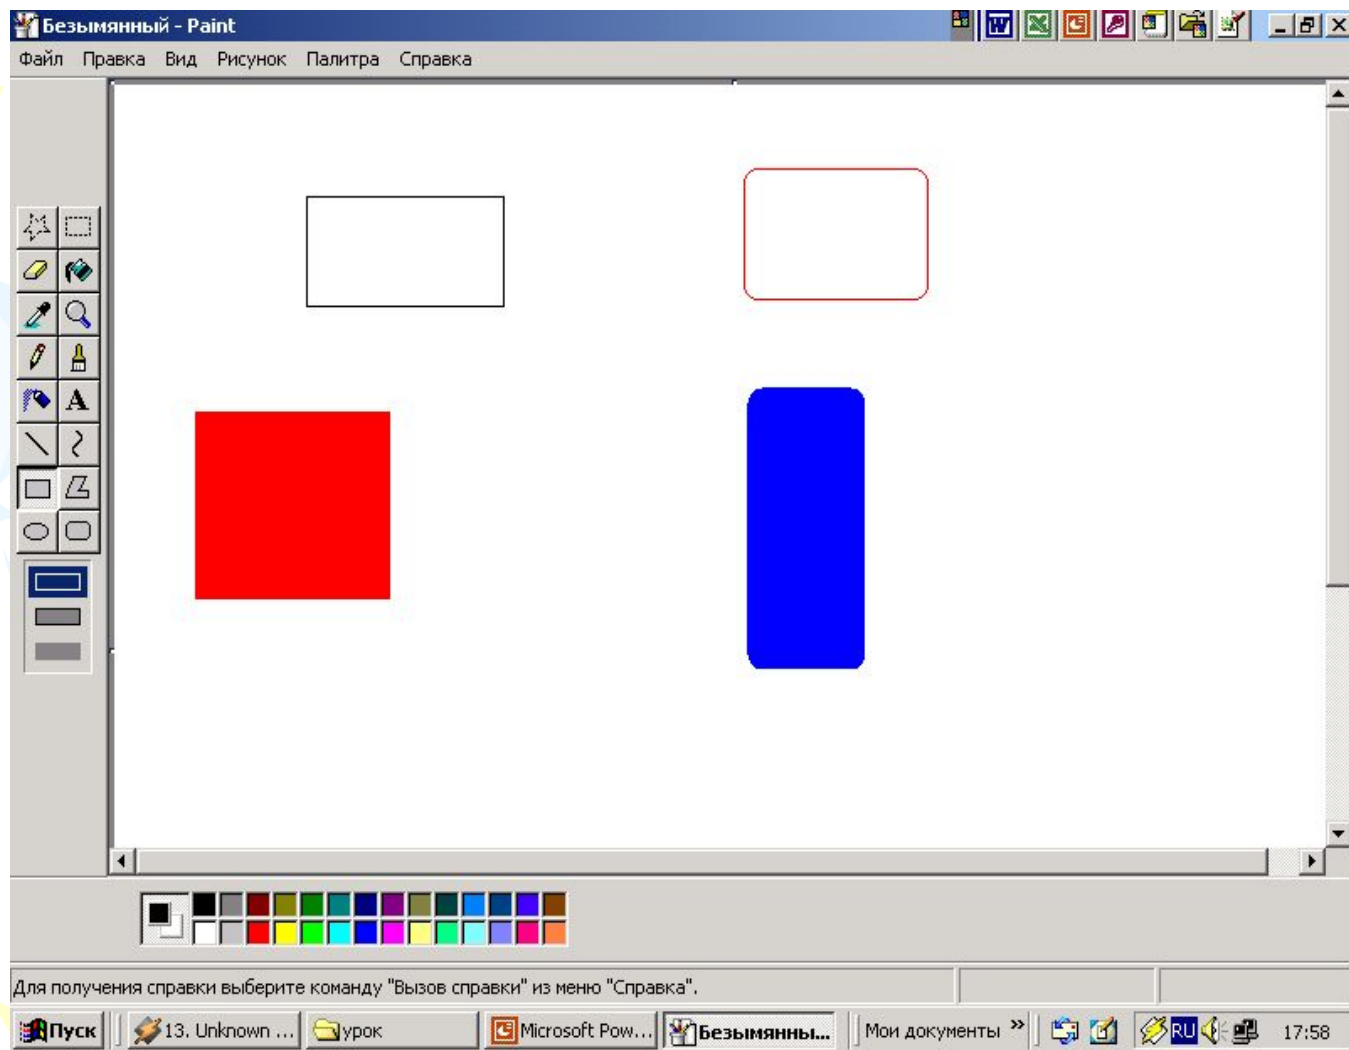 Безымянный - Paint
Файл Правка Вид Рисунок Палитра Справка
A
Для получения справки выберите команду "Вызов справки" из меню "Справка".
Пуск 13. Unknown ... урок Microsoft Pow... Безымянны... Мои документы » RU 17:58